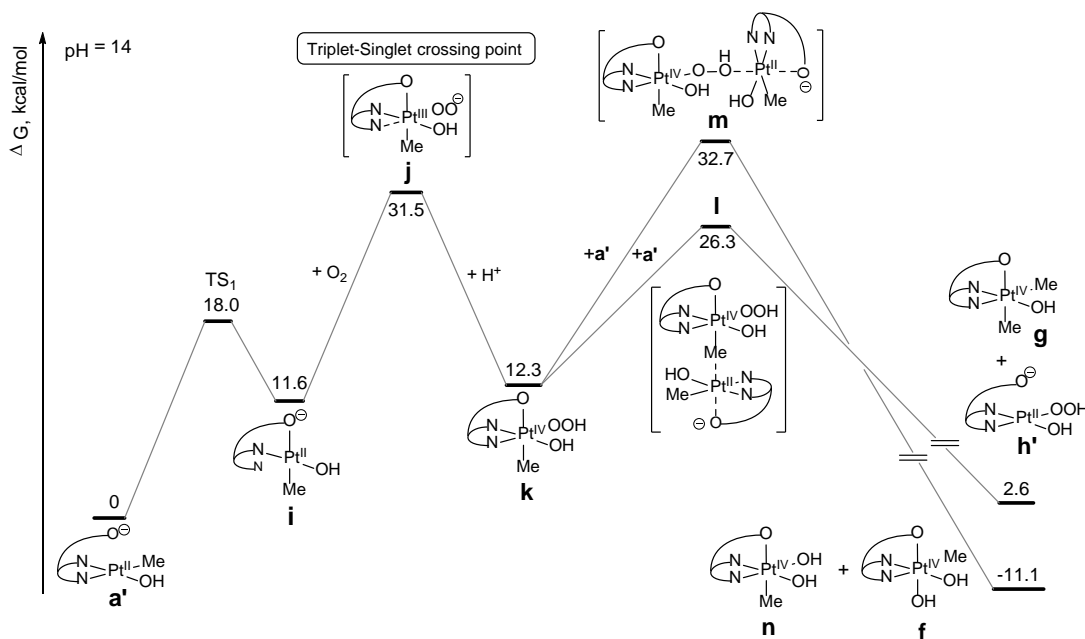 pH = 14
ΔG, kcal/mol
Triplet-Singlet crossing point
O
N
N
Pt^III
OO⊖
OH
Me
j
31.5
O
N
N
Pt^IV
O
O
H
OH
Me
N N
Pt^II
O
⊖
HO
Me
m
32.7
l
26.3
TS₁
18.0
+ O₂
+ H⁺
+a'
+a'
11.6
O⊖
N
N
Pt^II
OH
Me
i
12.3
O
N
N
Pt^IV
OOH
OH
Me
k
O
N
N
Pt^IV
OOH
OH
Me
HO
Pt^II
N
N
Me
⊖
O
O
N
N
Pt^IV
Me
OH
Me
g
+
O⊖
N
N
Pt^II
OOH
OH
h'
0
O⊖
N
N
Pt^II
Me
OH
a'
2.6
-11.1
O
N
N
Pt^IV
OH
OH
Me
n
+
O
N
N
Pt^IV
Me
OH
OH
f